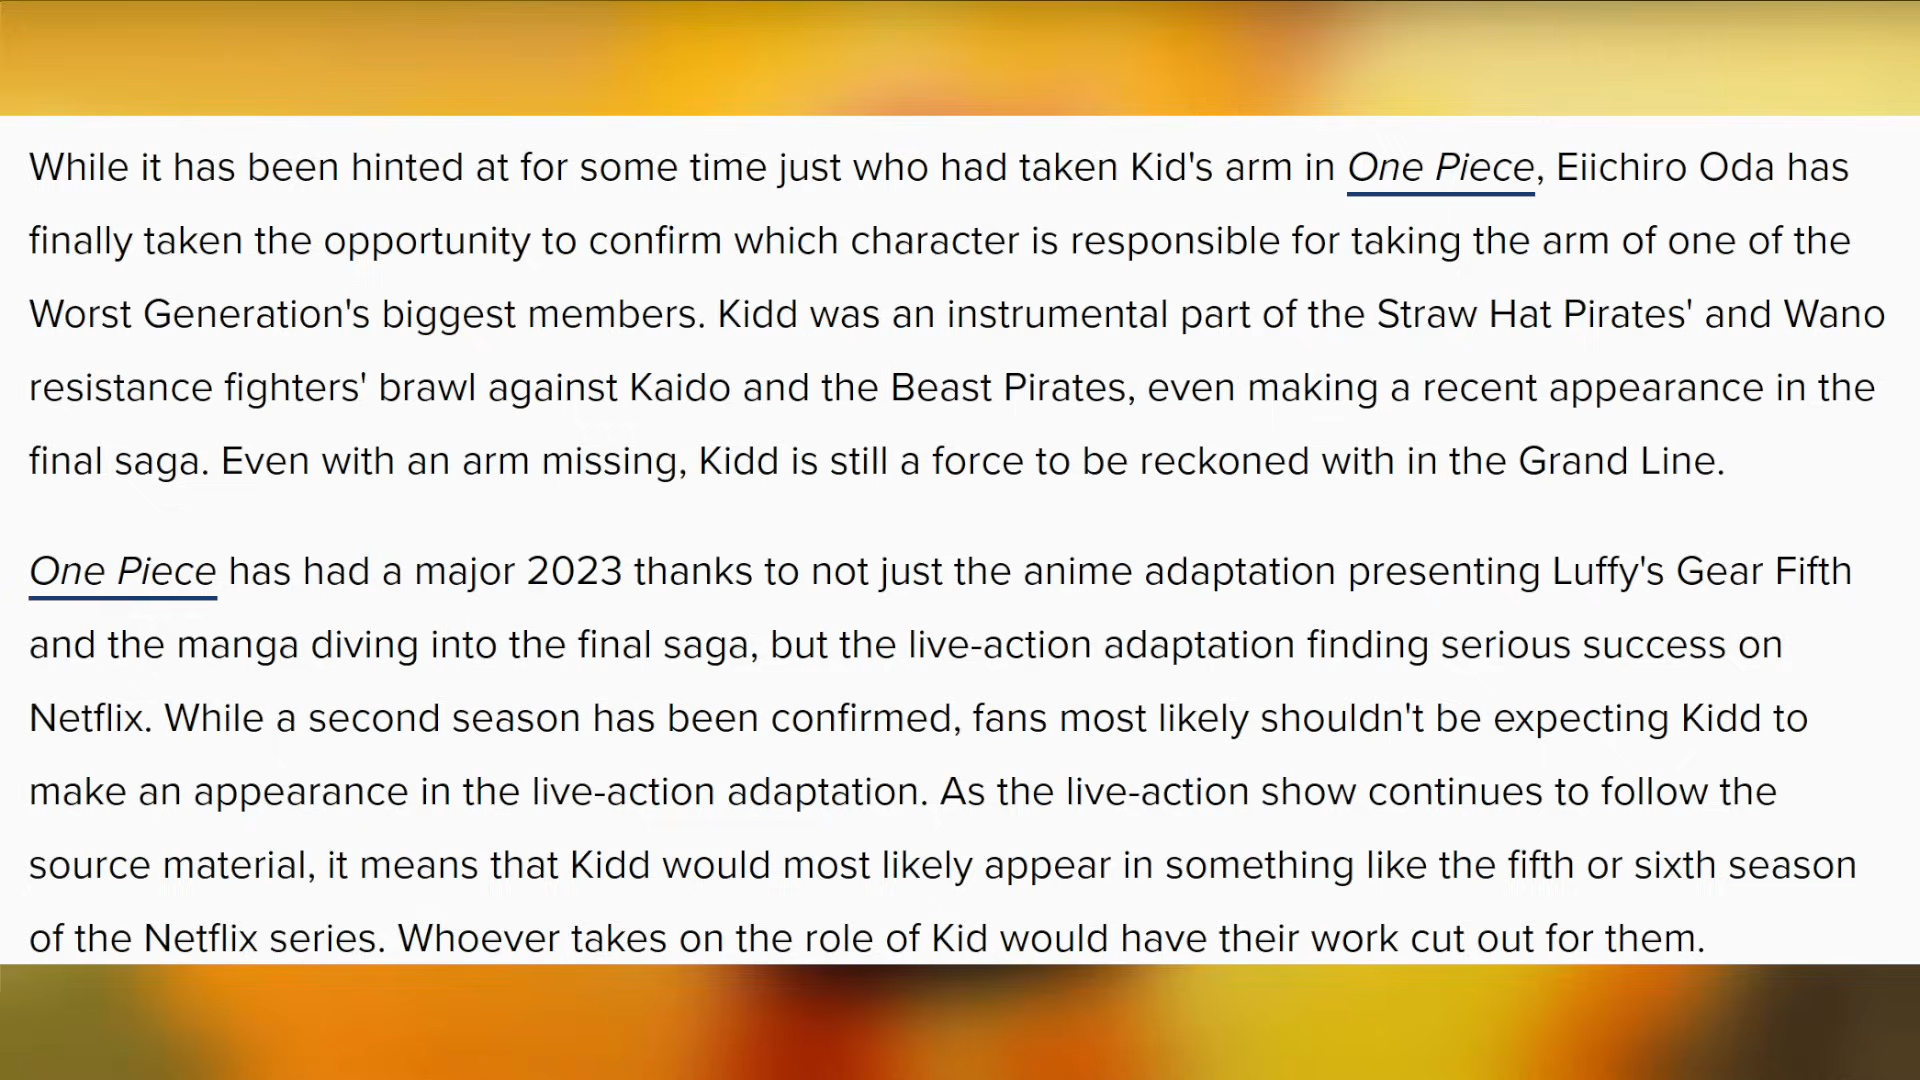 While it has been hinted at for some time just who had taken Kid's arm in One Piece, Eiichiro Oda has
finally taken the opportunity to confirm which character is responsible for taking the arm of one of the
Worst Generation's biggest members. Kidd was an instrumental part of the Straw Hat Pirates' and Wano
resistance fighters' brawl against Kaido and the Beast Pirates, even making a recent appearance in the
final saga. Even with an arm missing, Kidd is still a force to be reckoned with in the Grand Line.
One Piece has had a major 2023 thanks to not just the anime adaptation presenting Luffy's Gear Fifth
and the manga diving into the final saga, but the live-action adaptation finding serious success on
Netflix. While a second season has been confirmed, fans most likely shouldn't be expecting Kidd to
make an appearance in the live-action adaptation. As the live-action show continues to follow the
source material, it means that Kidd would most likely appear in something like the fifth or sixth season
of the Netflix series. Whoever takes on the role of Kid would have their work cut out for them.